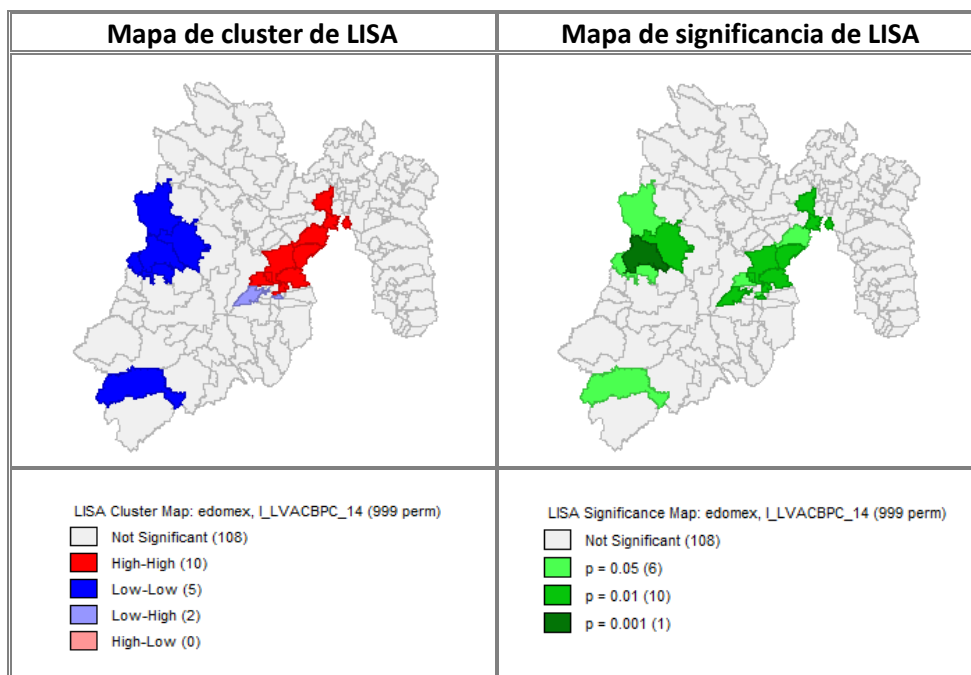 Mapa de cluster de LISA
Mapa de significancia de LISA
LISA Cluster Map: edomex, I_LVACBPC_14 (999 perm)
Not Significant (108)
High-High (10)
Low-Low (5)
Low-High (2)
High-Low (0)
LISA Significance Map: edomex, I_LVACBPC_14 (999 perm)
Not Significant (108)
p = 0.05 (6)
p = 0.01 (10)
p = 0.001 (1)